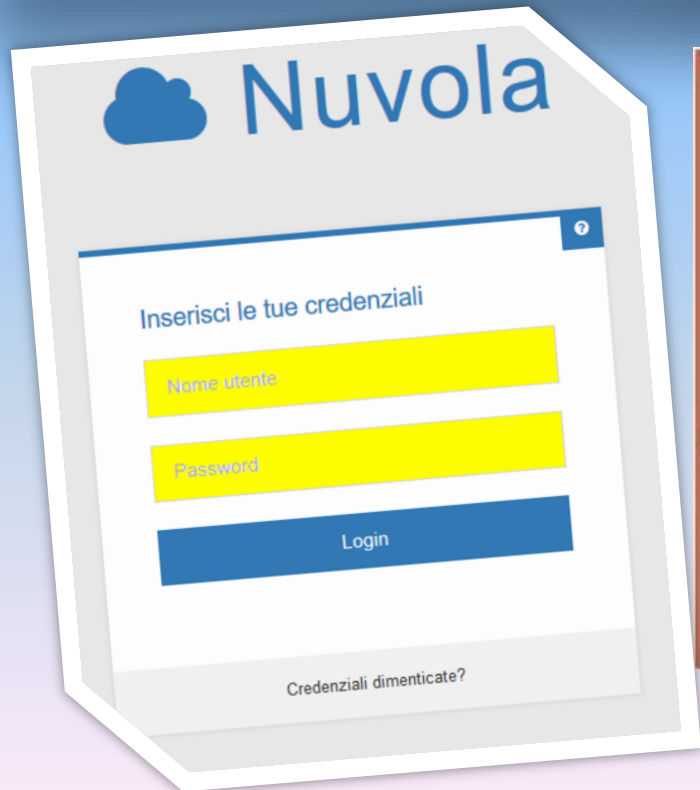 Nuvola
Inserisci le tue credenziali
Nome utente
Password
Login
Credenziali dimenticate?